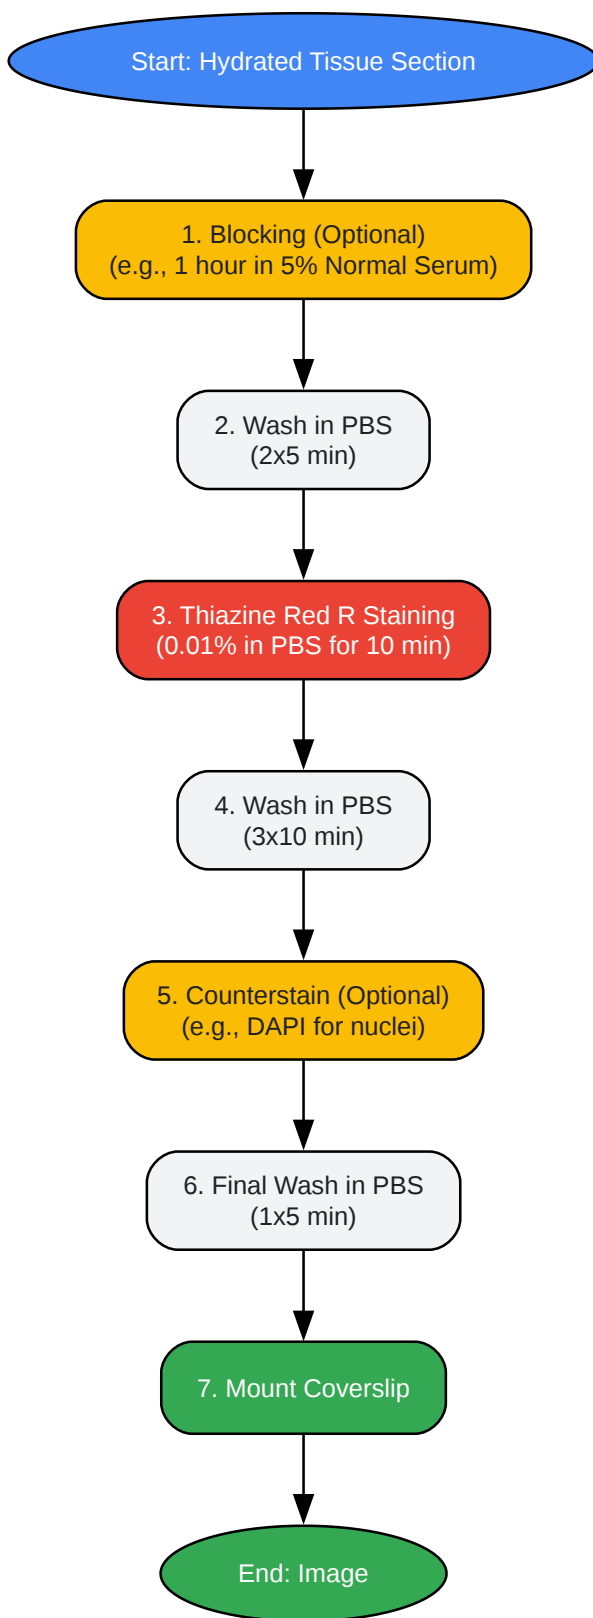 Start: Hydrated Tissue Section
1. Blocking (Optional)
(e.g., 1 hour in 5% Normal Serum)
2. Wash in PBS
(2x5 min)
3. Thiazine Red R Staining
(0.01% in PBS for 10 min)
4. Wash in PBS
(3x10 min)
5. Counterstain (Optional)
(e.g., DAPI for nuclei)
6. Final Wash in PBS
(1x5 min)
7. Mount Coverslip
End: Image